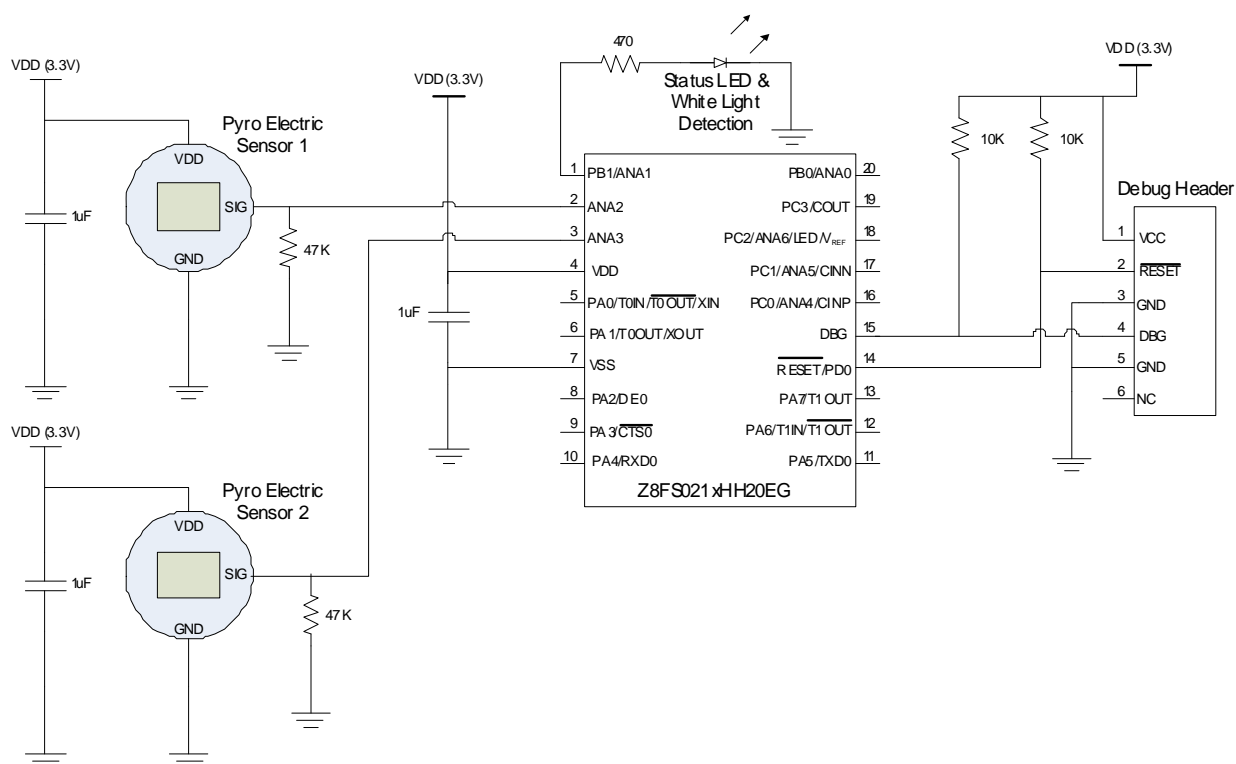 VDD (3.3V)
Pyro Electric
Sensor 1
VDD
SIG
GND
1uF
47K
VDD (3.3V)
Pyro Electric
Sensor 2
VDD
SIG
GND
1uF
47K
VDD (3.3V)
1uF
470
Status LED &
White Light
Detection
1 PB1/ANA1
2 ANA2
3 ANA3
4 VDD
5 PA0/T0IN/T0OUT/XIN
6 PA1/T0OUT/XOUT
7 VSS
8 PA2/DE0
9 PA3/CTS0
10 PA4/RXD0
PB0/ANA0 20
PC3/COUT 19
PC2/ANA6/LED/VREF 18
PC1/ANA5/CINN 17
PC0/ANA4/CINP 16
DBG 15
RESET/PD0 14
PA7/T1OUT 13
PA6/T1IN/T1OUT 12
PA5/TXD0 11
Z8FS021xHH20EG
VDD (3.3V)
10K
10K
Debug Header
1 VCC
2 RESET
3 GND
4 DBG
5 GND
6 NC